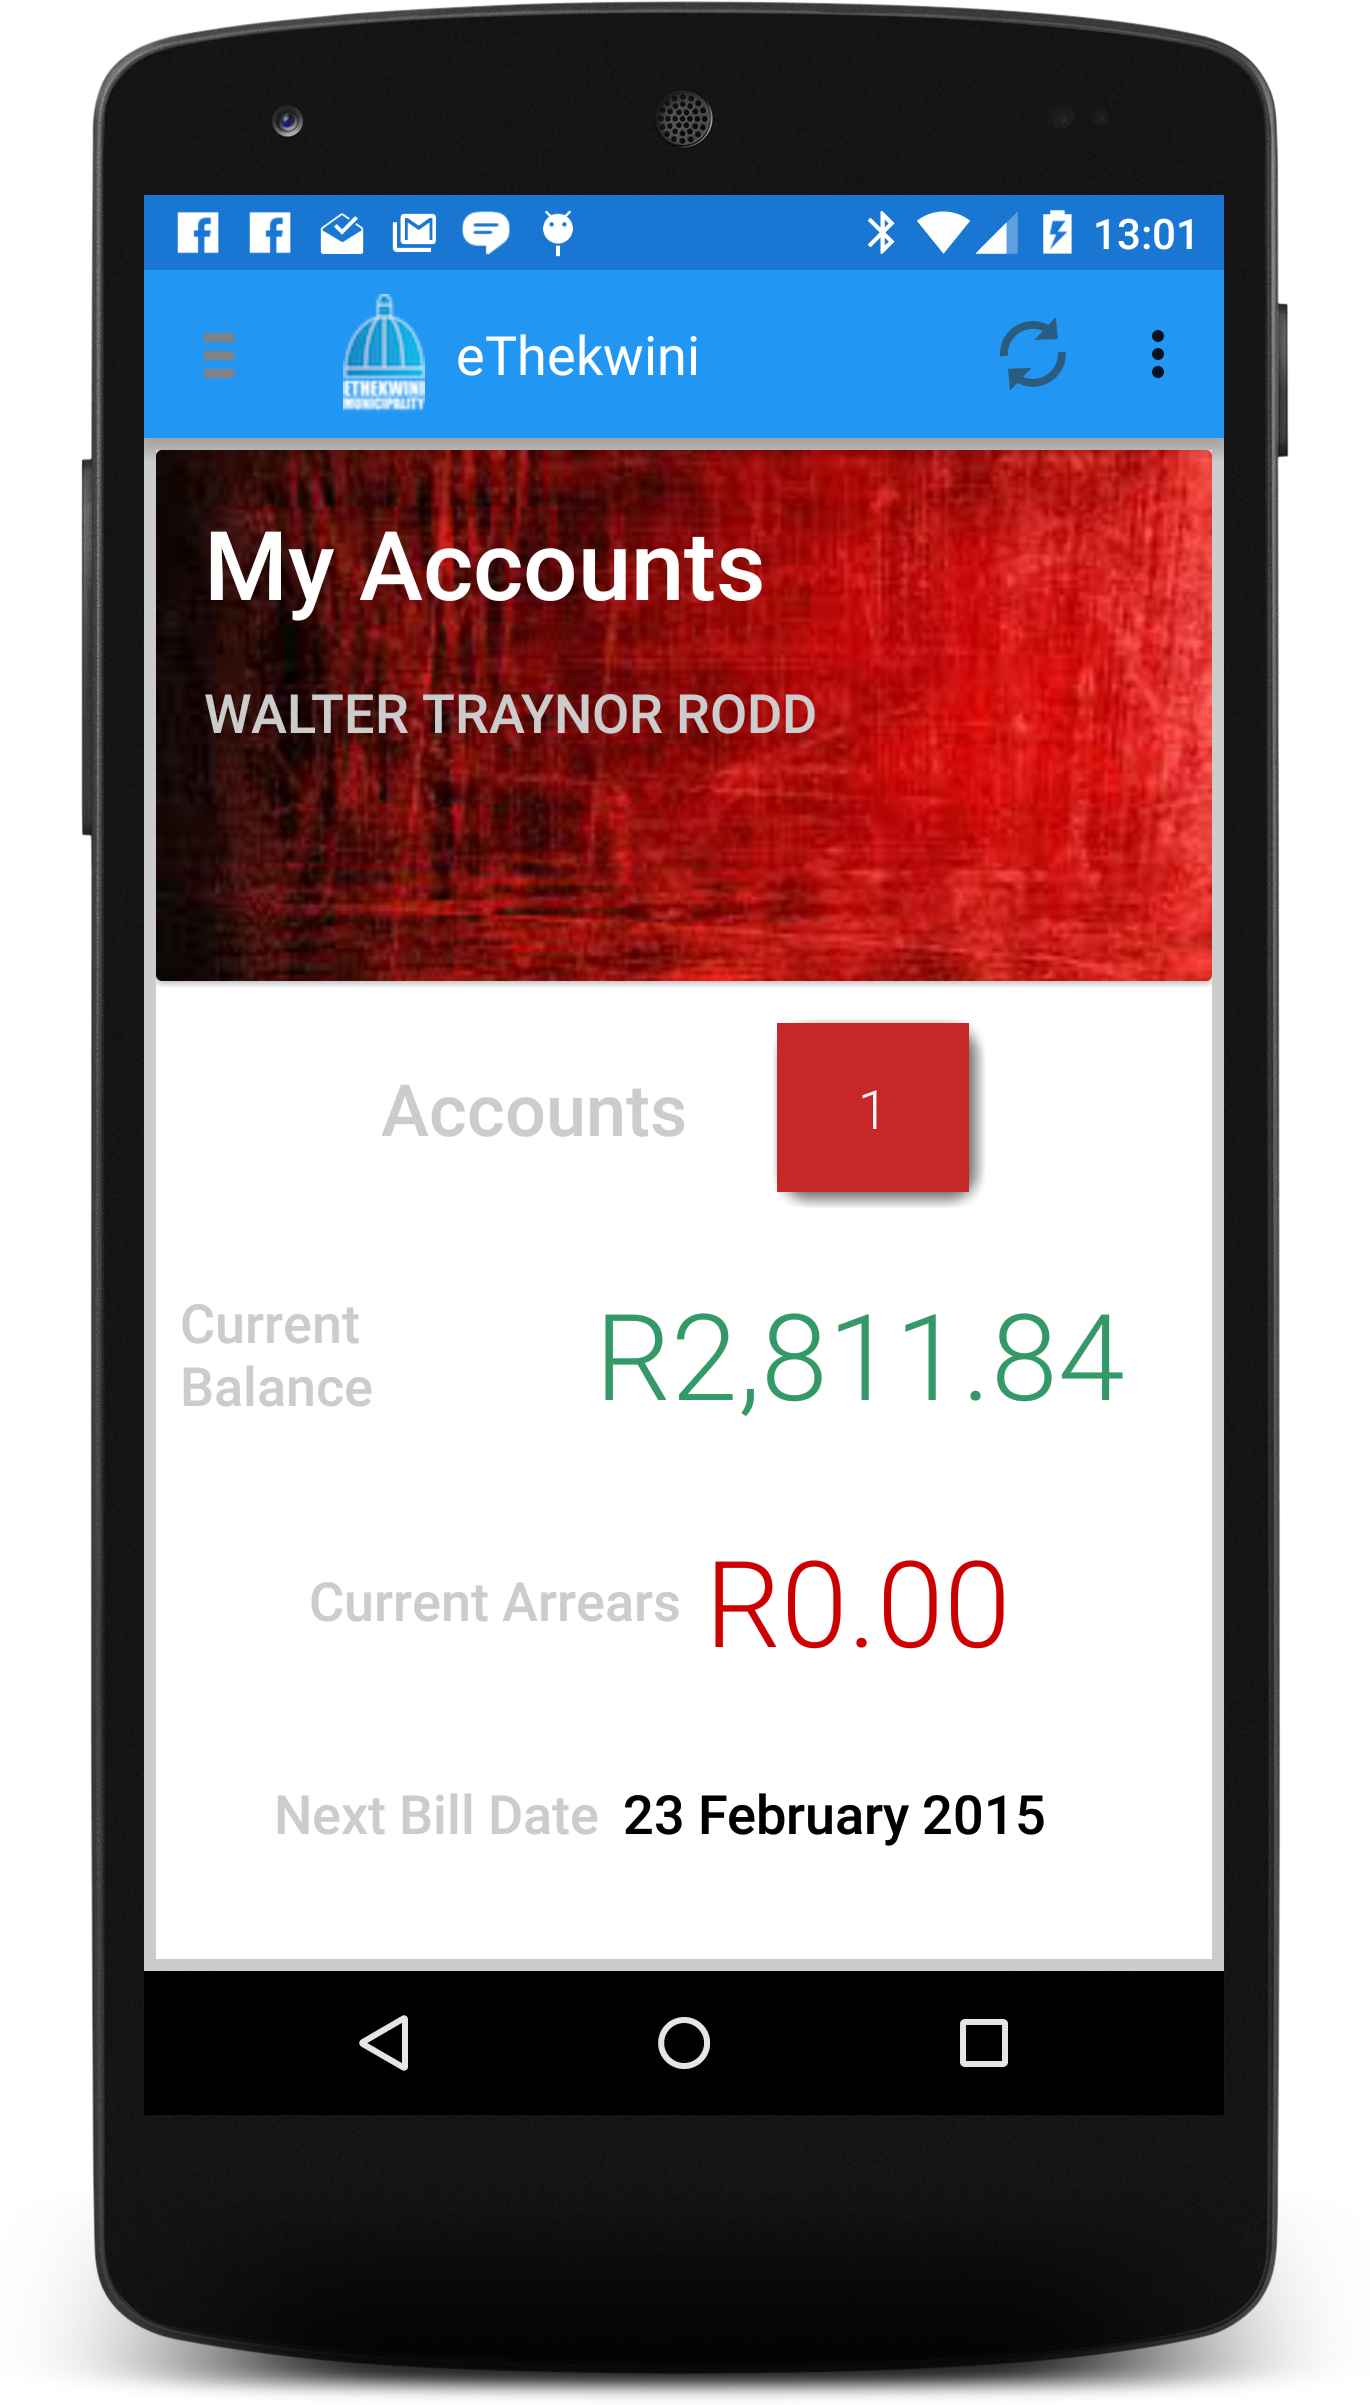 13:01
ETHEKWINI
MUNICIPALITY
eThekwini
My Accounts
WALTER TRAYNOR RODD
Accounts 1
Current
Balance
R2,811.84
Current Arrears R0.00
Next Bill Date 23 February 2015